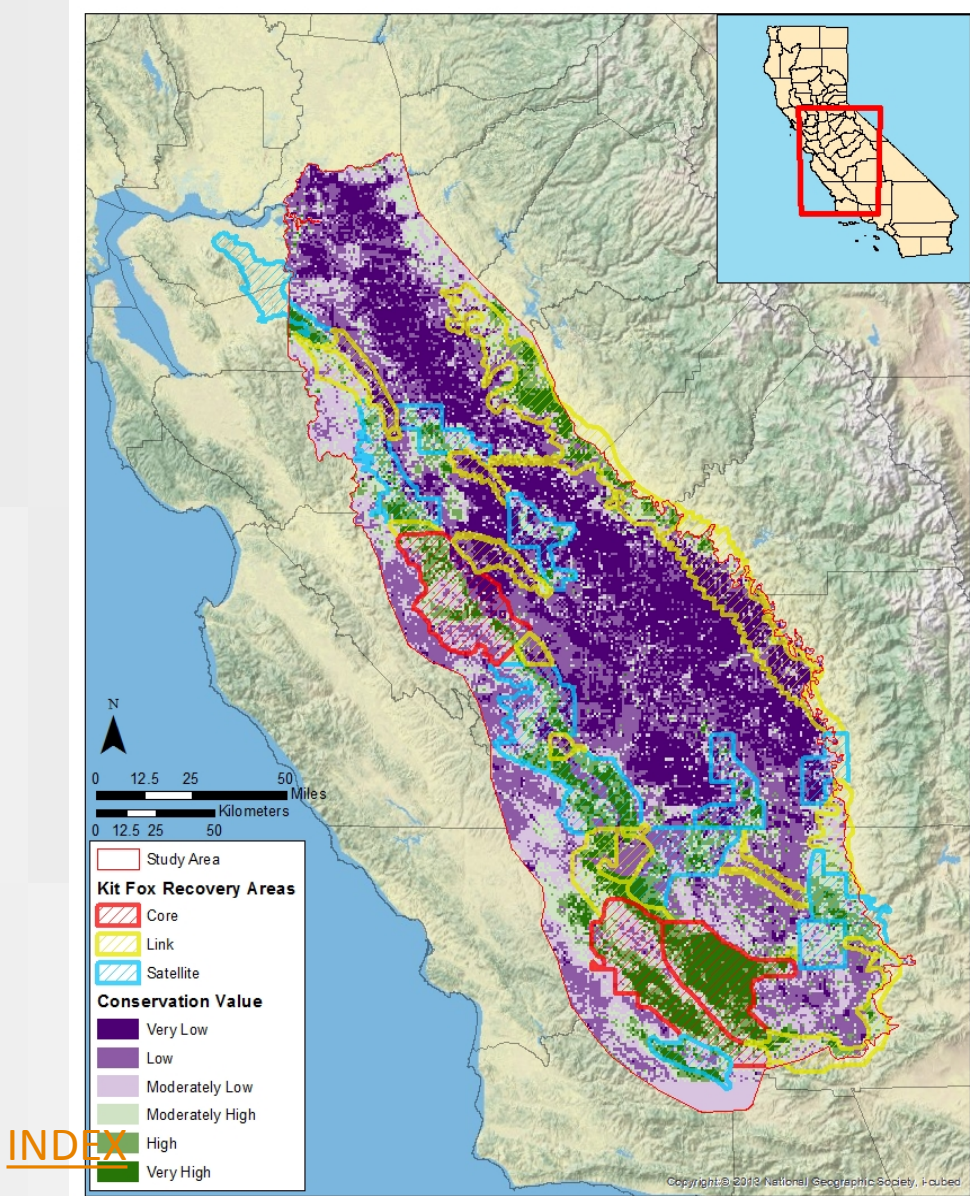 N
0 12.5 25 50
Miles
Kilometers
0 12.5 25 50
Study Area
Kit Fox Recovery Areas
Core
Link
Satellite
Conservation Value
Very Low
Low
Moderately Low
Moderately High
High
Very High
INDEX
Copyright:© 2013 National Geographic Society, i-cubed